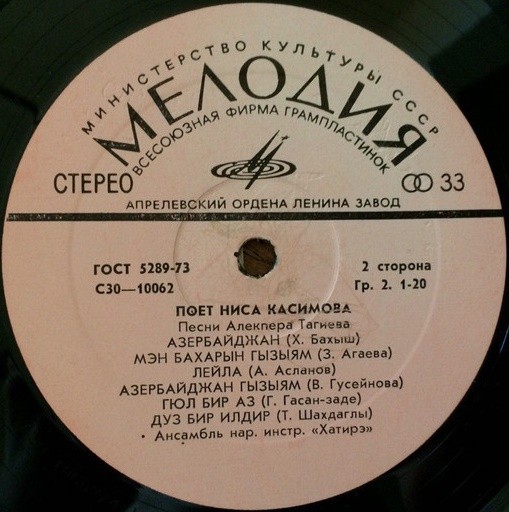 МИНИСТЕРСТВО КУЛЬТУРЫ СССР
МЕЛОДИЯ
ВСЕСОЮЗНАЯ ФИРМА ГРАМПЛАСТИНОК
СТЕРЕО 33
АПРЕЛЕВСКИЙ ОРДЕНА ЛЕНИНА ЗАВОД
ГОСТ 5289-73 2 сторона
С30—10062 Гр. 2. 1-20
ПОЕТ НИСА КАСИМОВА
Песни Алекпера Тагиева
АЗЕРБАЙДЖАН (Х. Бахыш)
МЭН БАХАРЫН ГЫЗЫЯМ (З. Агаева)
ЛЕЙЛА (А. Асланов)
АЗЕРБАЙДЖАН ГЫЗЫЯМ (В. Гусейнова)
ГЮЛ БИР АЗ (Г. Гасан-заде)
ДУЗ БИР ИЛДИР (Т. Шахдаглы)
Ансамбль нар. инстр. «Хатирэ»